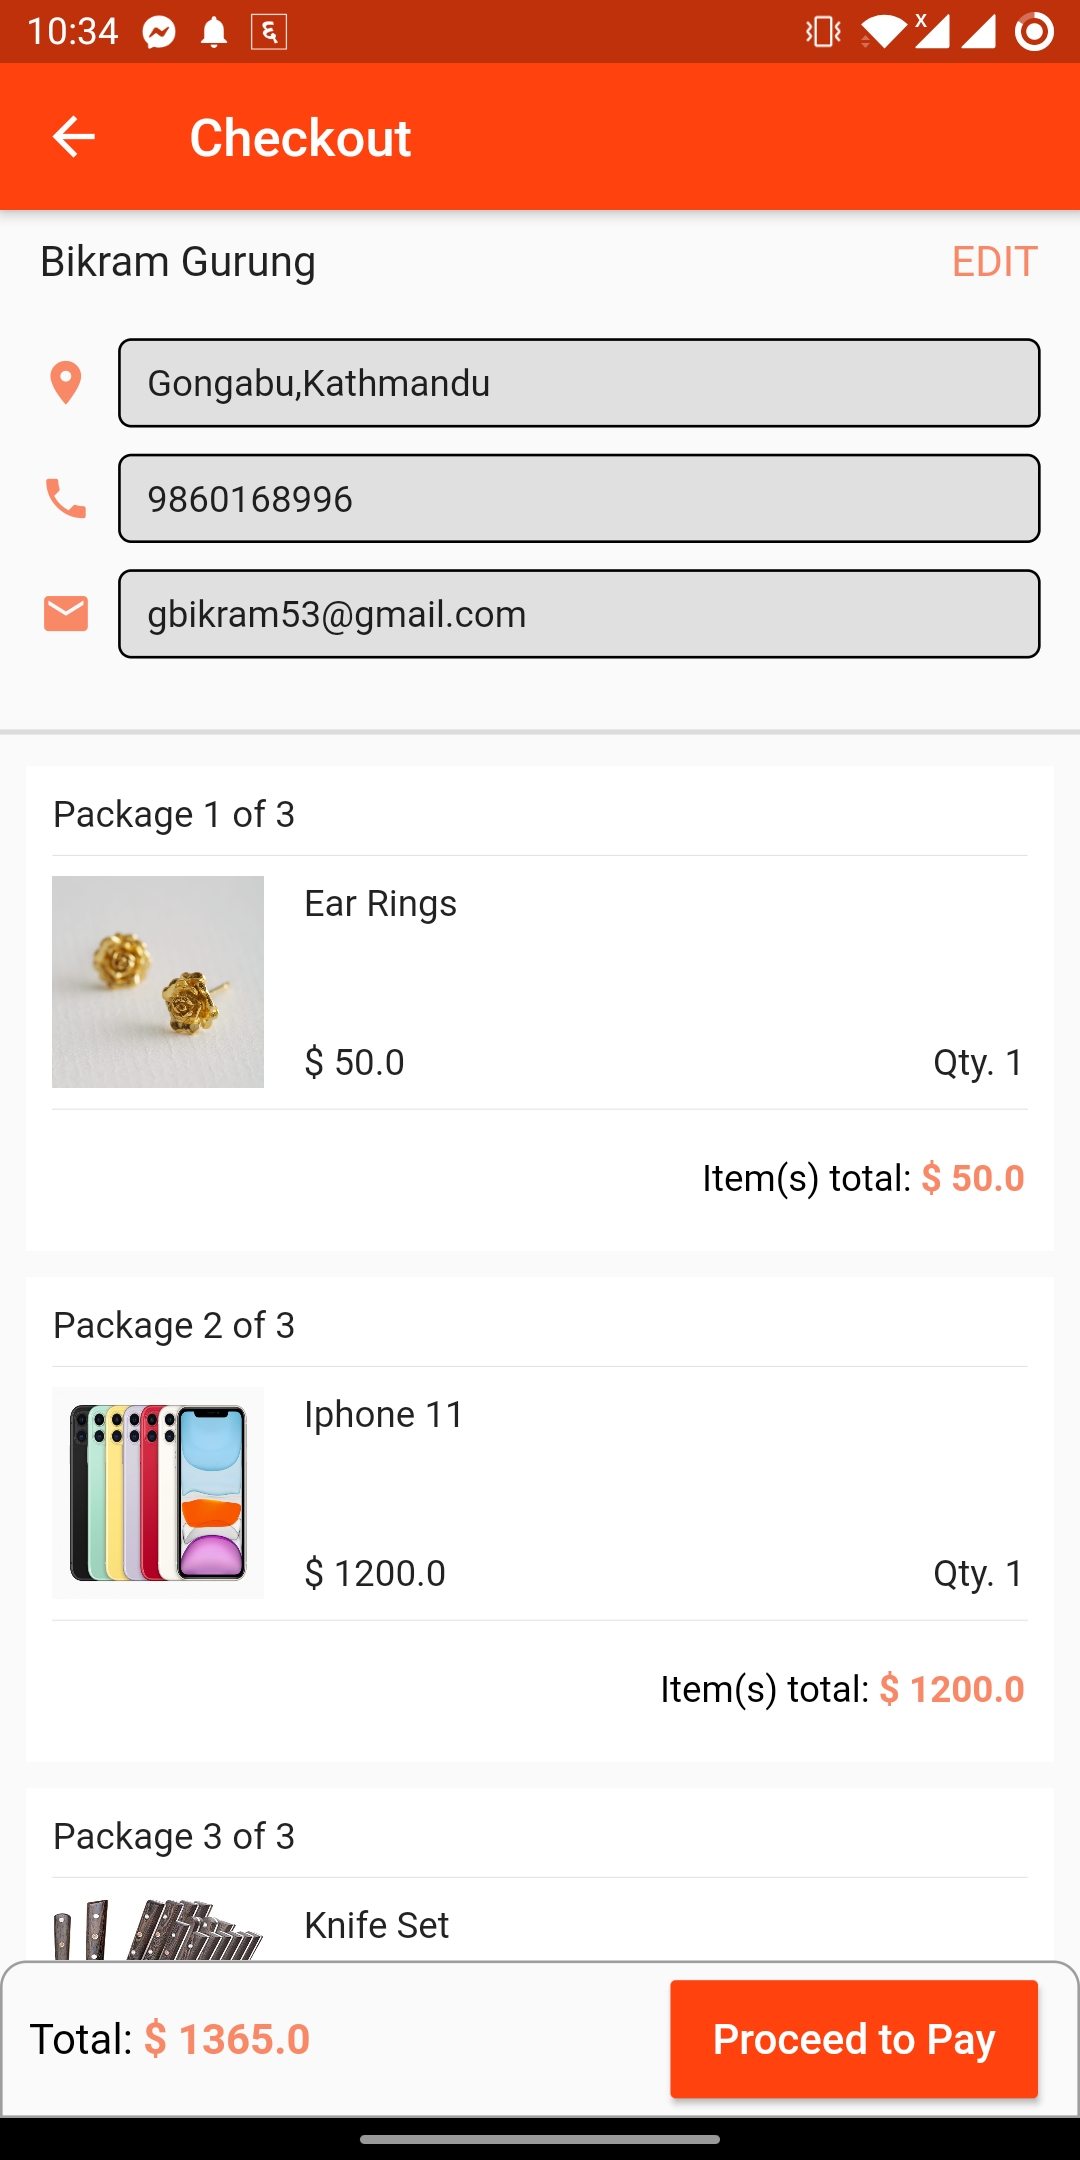 10:34 ६
x
Checkout
Bikram Gurung EDIT
Gongabu,Kathmandu
9860168996
gbikram53@gmail.com
Package 1 of 3
Ear Rings
$ 50.0 Qty. 1
Item(s) total: $ 50.0
Package 2 of 3
Iphone 11
$ 1200.0 Qty. 1
Item(s) total: $ 1200.0
Package 3 of 3
Knife Set
Total: $ 1365.0 Proceed to Pay